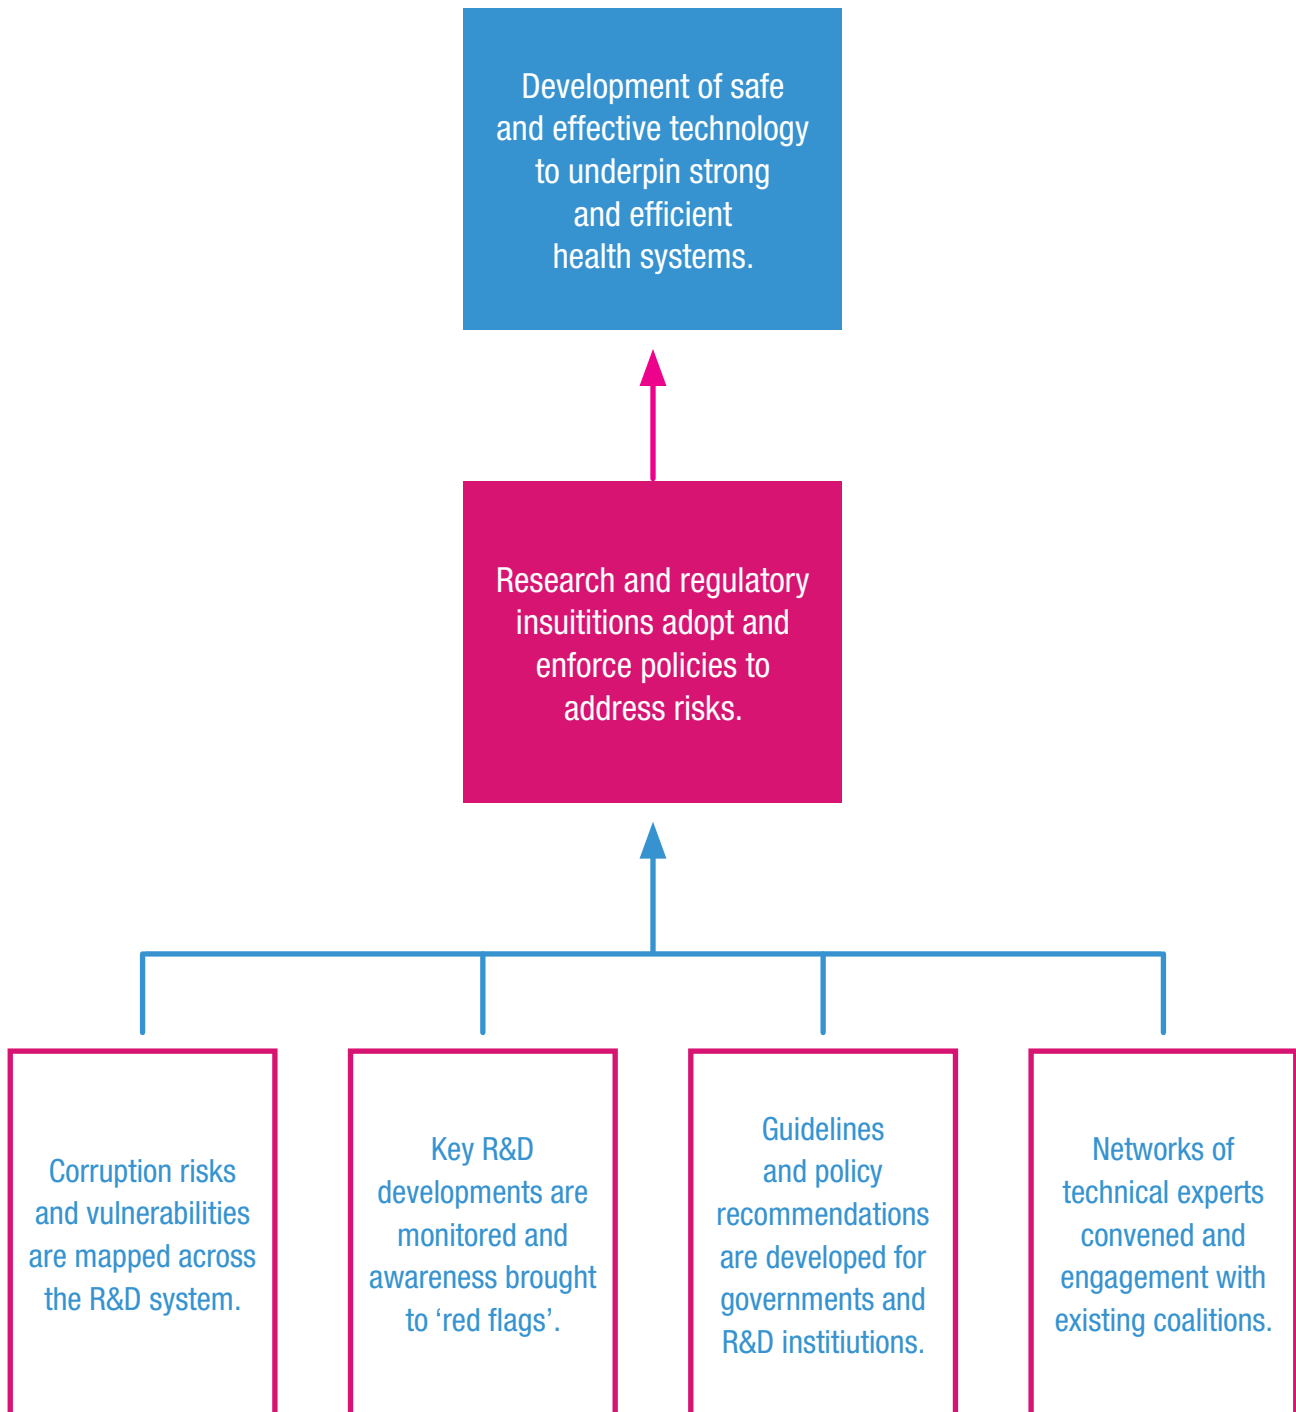 Development of safe
and effective technology
to underpin strong
and efficient
health systems.
Research and regulatory
insuititions adopt and
enforce policies to
address risks.
Corruption risks
and vulnerabilities
are mapped across
the R&D system.
Key R&D
developments are
monitored and
awareness brought
to ‘red flags’.
Guidelines
and policy
recommendations
are developed for
governments and
R&D institiutions.
Networks of
technical experts
convened and
engagement with
existing coalitions.